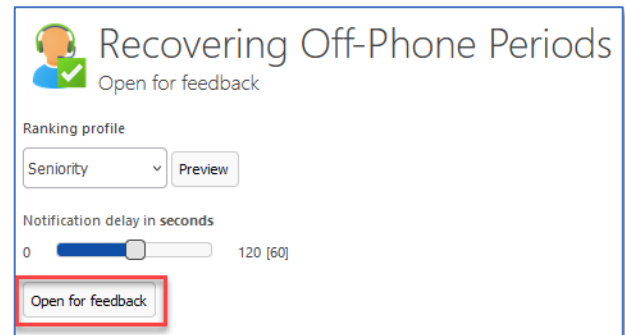 Recovering Off-Phone Periods
Open for feedback
Ranking profile
Seniority Preview
Notification delay in seconds
0 120 [60]
Open for feedback